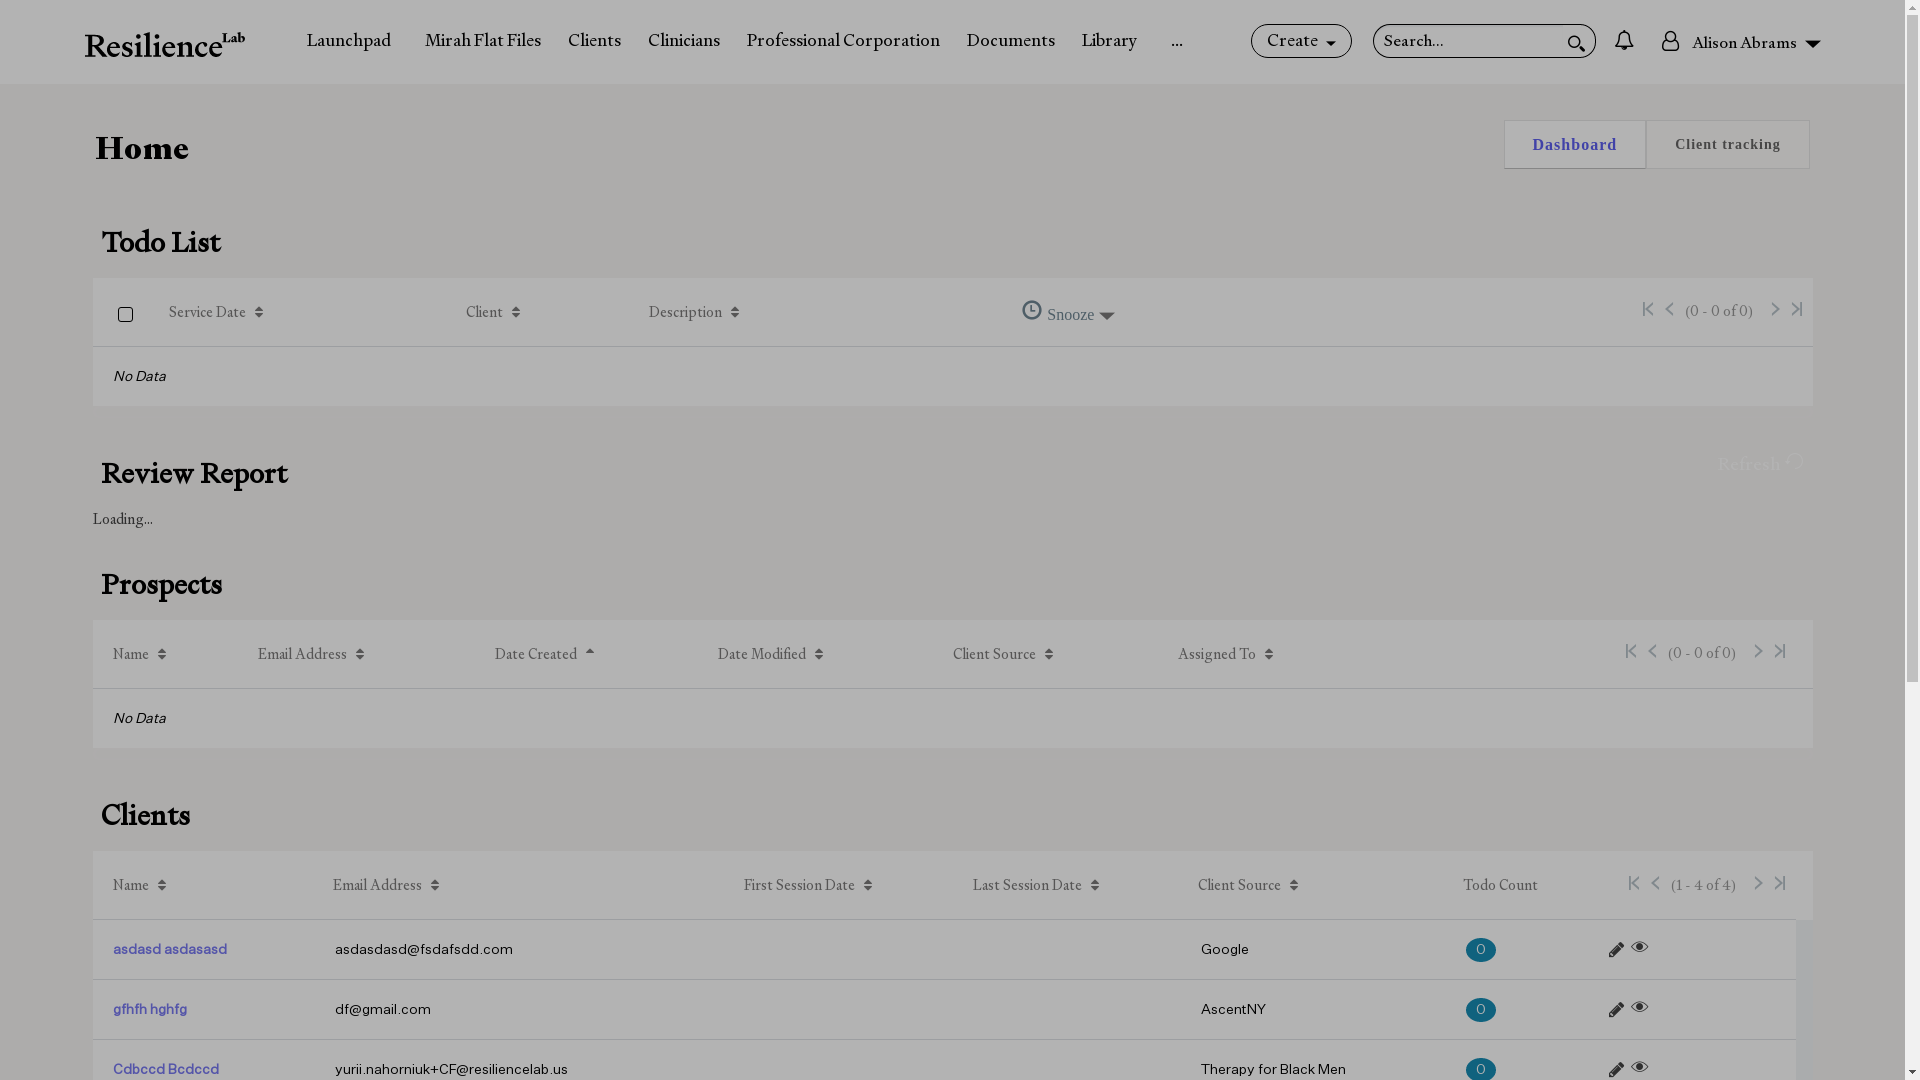 ResilienceLab
Launchpad Mirah Flat Files Clients Clinicians Professional Corporation Documents Library ... Create Search... Alison Abrams
Home
Dashboard Client tracking
Todo List
Service Date Client Description Snooze (0 - 0 of 0)
No Data
Review Report
Refresh
Loading...
Prospects
Name Email Address Date Created Date Modified Client Source Assigned To (0 - 0 of 0)
No Data
Clients
Name Email Address First Session Date Last Session Date Client Source Todo Count (1 - 4 of 4)
asdasd asdasasd asdasdasd@fsdafsdd.com Google 0
gfhfh hghfg df@gmail.com AscentNY 0
Cdbccd Bcdccd yurii.nahorniuk+CF@resiliencelab.us Therapy for Black Men 0